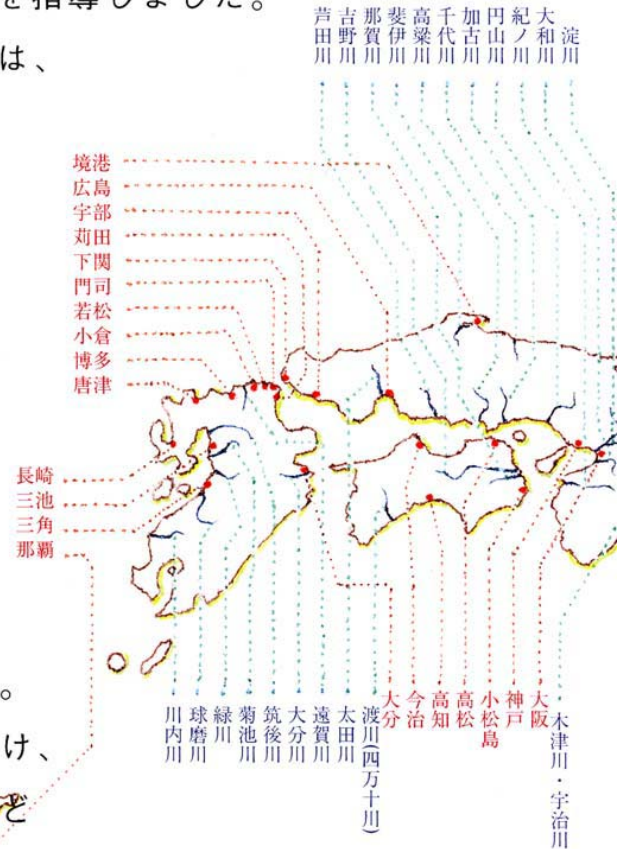 を指導しました。
は、
淀川
大和川
紀ノ川
円山川
加古川
千代川
高梁川
斐伊川
那賀川
吉野川
芦田川
境港
広島
宇部
苅田
下関
門司
若松
小倉
博多
唐津
長崎
三池
三角
那覇
木津川・宇治川
大阪
神戸
小松島
高松
高知
今治
大分
渡川(四万十川)
太田川
遠賀川
大分川
筑後川
菊池川
緑川
球磨川
川内川
。
け、
ど